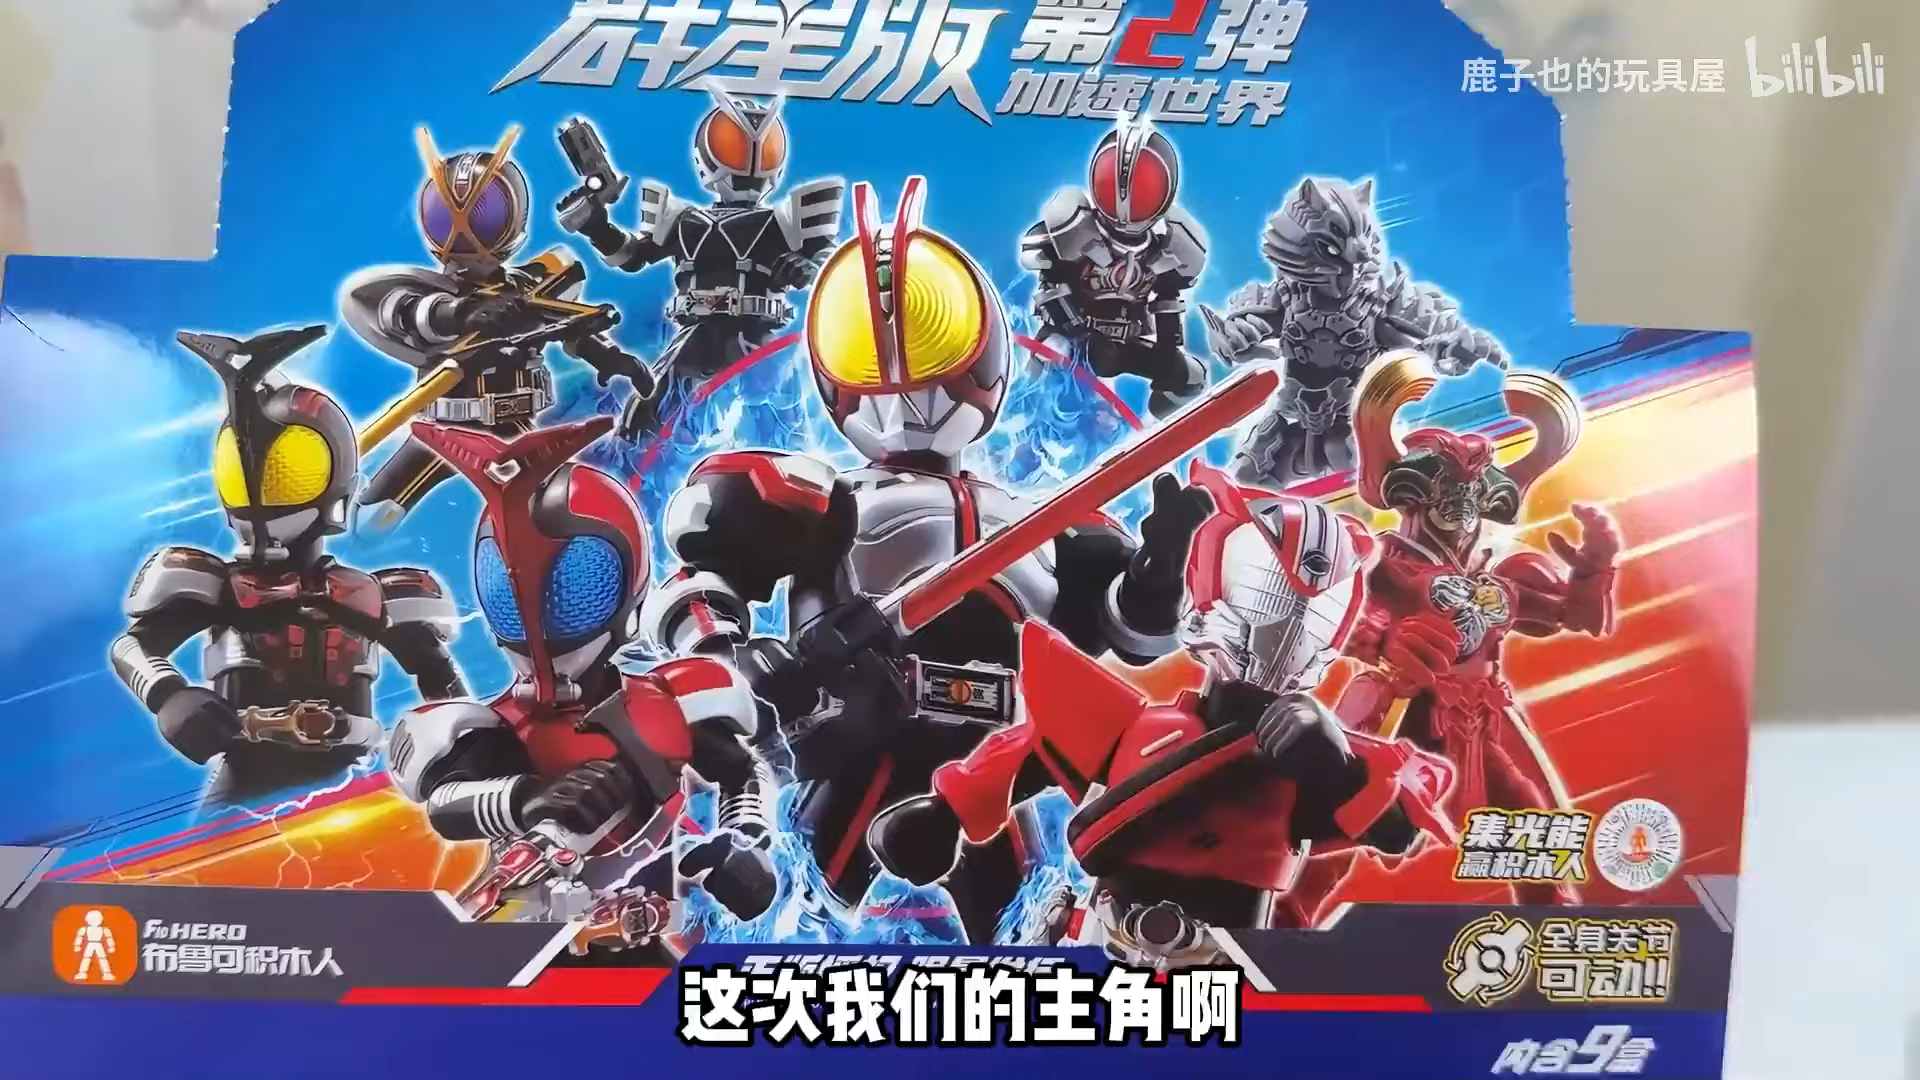 群星版 第2弹
加速世界
鹿子也的玩具屋 bilibili
集光能
赢积木人
FIG HERO
布鲁可积木人
全身关节
可动!!
这次我们的主角啊
内含9盒